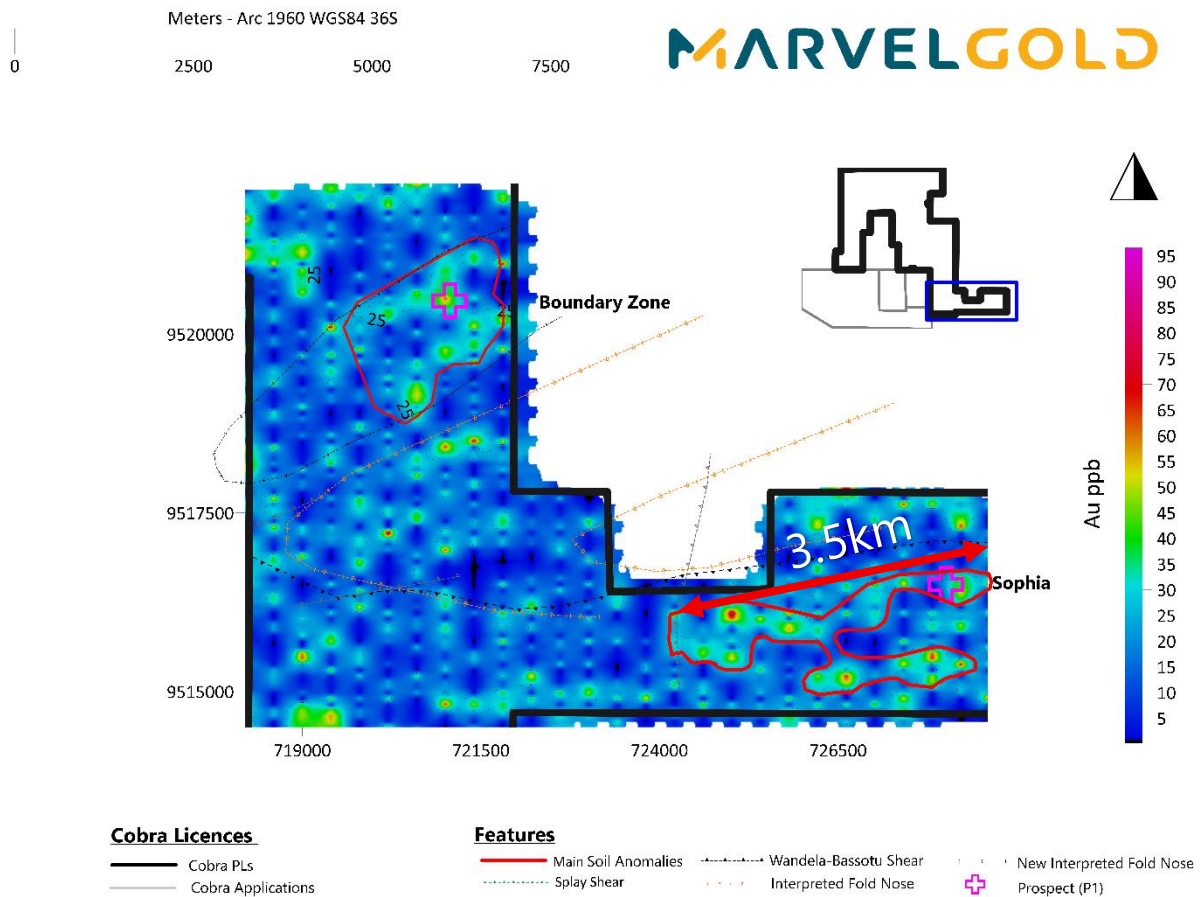 Meters - Arc 1960 WGS84 36S
0 2500 5000 7500
MARVELGOLD
25
25
25
25
Boundary Zone
9520000
9517500
9515000
3.5km
Sophia
719000 721500 724000 726500
Au ppb
95
90
85
80
75
70
65
60
55
50
45
40
35
30
25
20
15
10
5
Cobra Licences
Cobra PLs
Cobra Applications
Features
Main Soil Anomalies
Splay Shear
Wandela-Bassotu Shear
Interpreted Fold Nose
New Interpreted Fold Nose
Prospect (P1)